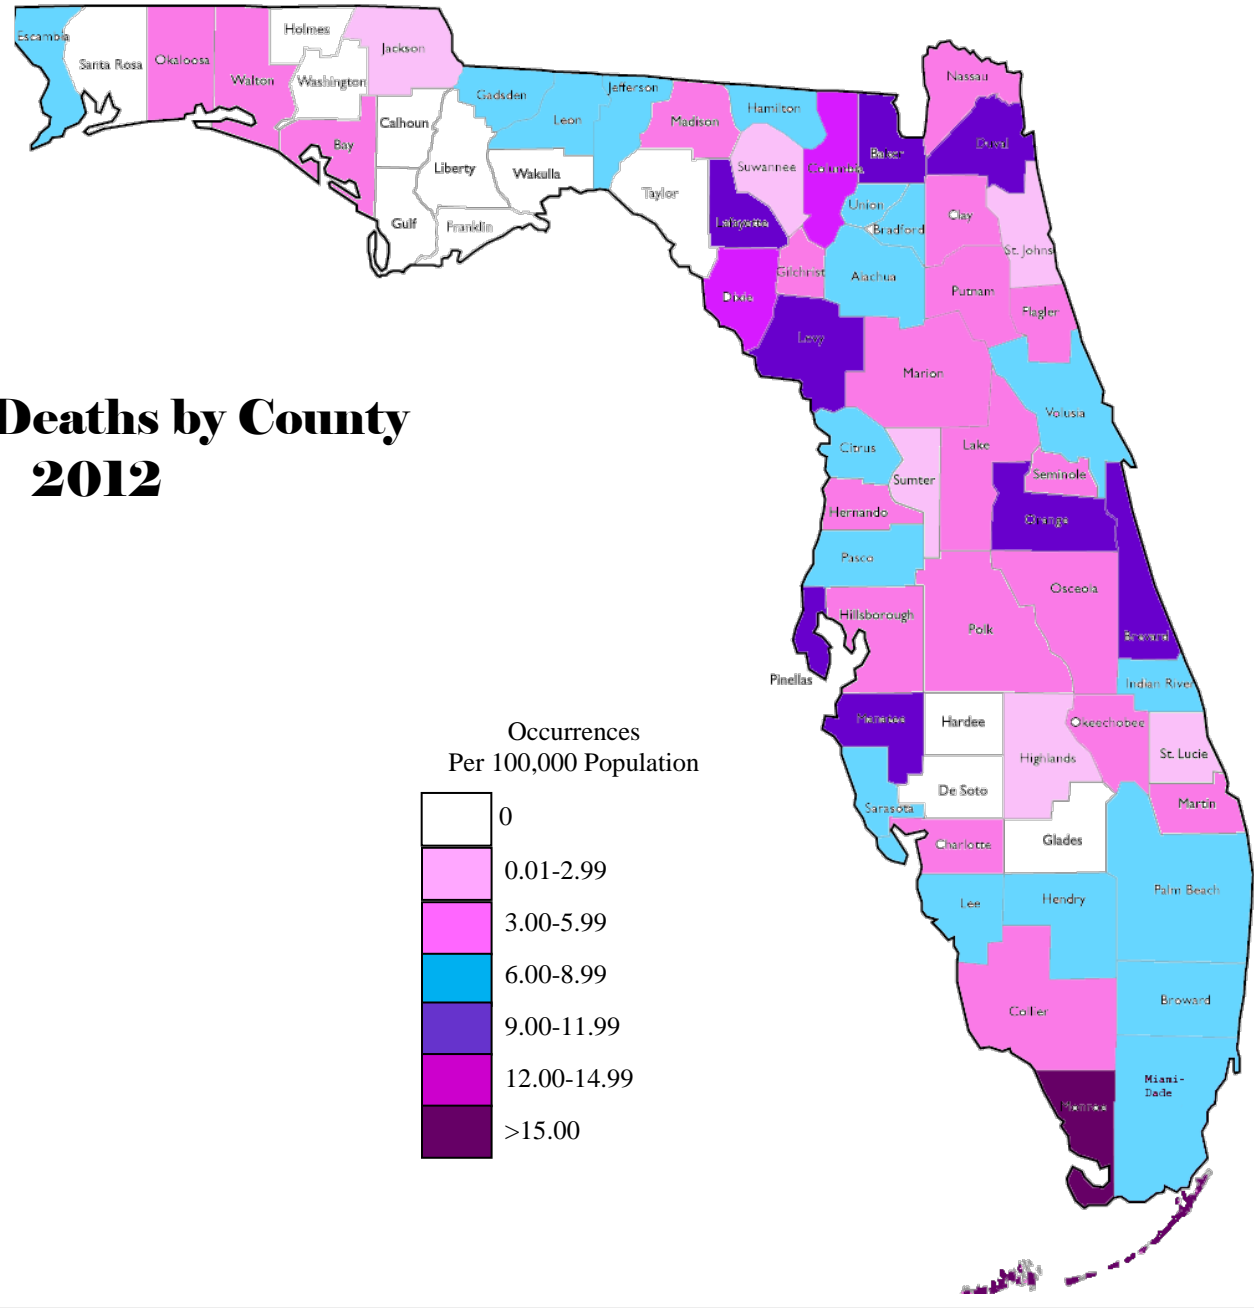 Escambia
Santa Rosa
Okaloosa
Walton
Holmes
Washington
Jackson
Bay
Calhoun
Gulf
Liberty
Franklin
Gadsden
Leon
Wakulla
Jefferson
Madison
Taylor
Hamilton
Suwannee
Lafayette
Columbia
Baker
Nassau
Duval
Union
Bradford
Clay
St. Johns
Dixie
Gilchrist
Alachua
Putnam
Flagler
Levy
Marion
Volusia
Deaths by County
2012
Citrus
Sumter
Lake
Seminole
Hernando
Orange
Pasco
Osceola
Hillsborough
Polk
Brevard
Pinellas
Indian River
Manatee
Hardee
Okeechobee
Highlands
St. Lucie
De Soto
Sarasota
Martin
Charlotte
Glades
Palm Beach
Lee
Hendry
Broward
Collier
Miami-
Dade
Monroe
Occurrences
Per 100,000 Population
0
0.01-2.99
3.00-5.99
6.00-8.99
9.00-11.99
12.00-14.99
>15.00